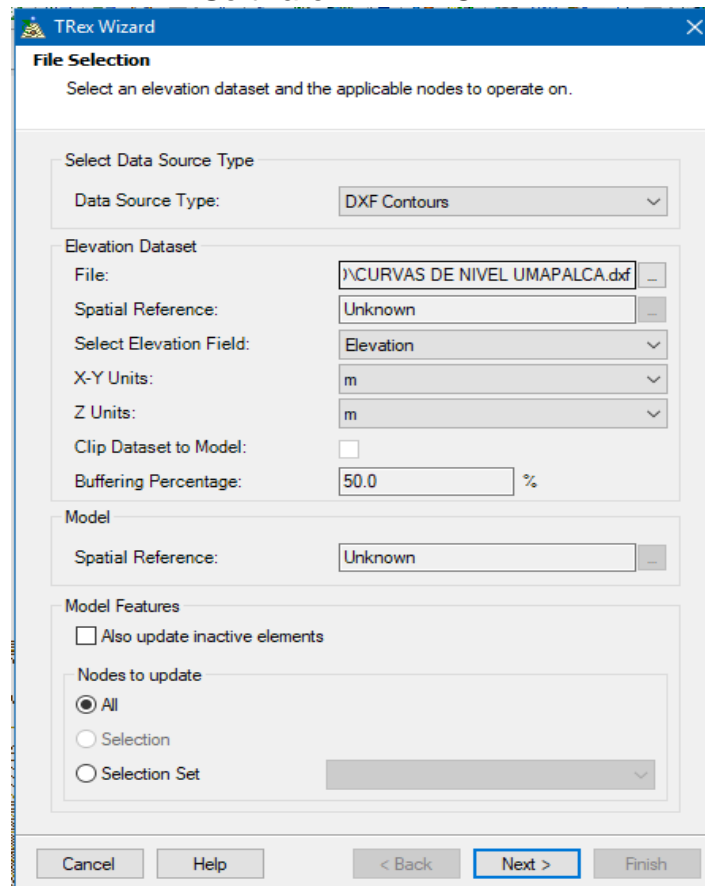 TRex Wizard
File Selection
Select an elevation dataset and the applicable nodes to operate on.
Select Data Source Type
Data Source Type: DXF Contours
Elevation Dataset
File: )\CURVAS DE NIVEL UMAPALCA.dxf ...
Spatial Reference: Unknown ...
Select Elevation Field: Elevation
X-Y Units: m
Z Units: m
Clip Dataset to Model:
Buffering Percentage: 50.0 %
Model
Spatial Reference: Unknown ...
Model Features
Also update inactive elements
Nodes to update
All
Selection
Selection Set
Cancel Help < Back Next > Finish